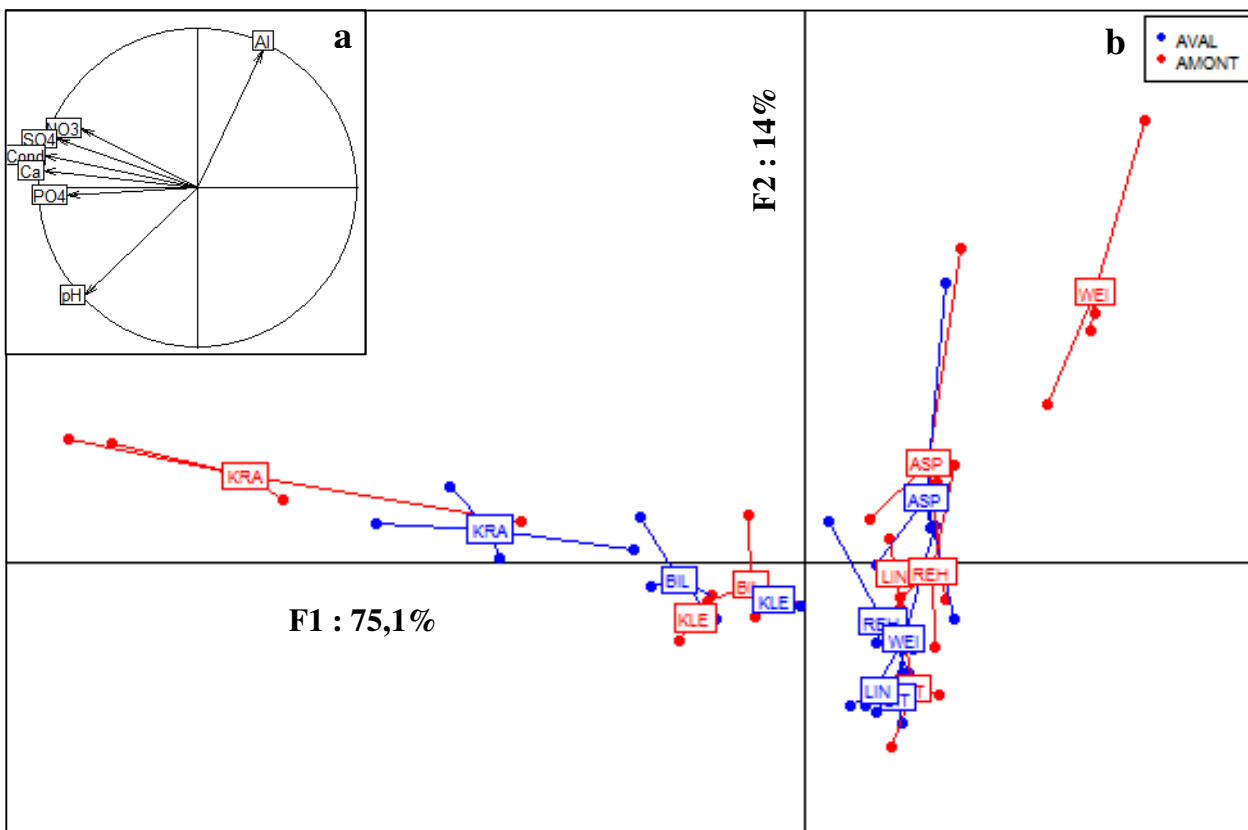 a
Al
NO3
SO4
Cond
Ca
PO4
pH
b
AVAL
AMONT
F2 : 14%
WEI
ASP
KRA
ASP
KRA
LIN
REH
BIL
KLE
KLE
F1 : 75,1%
REH
WEI
LIN